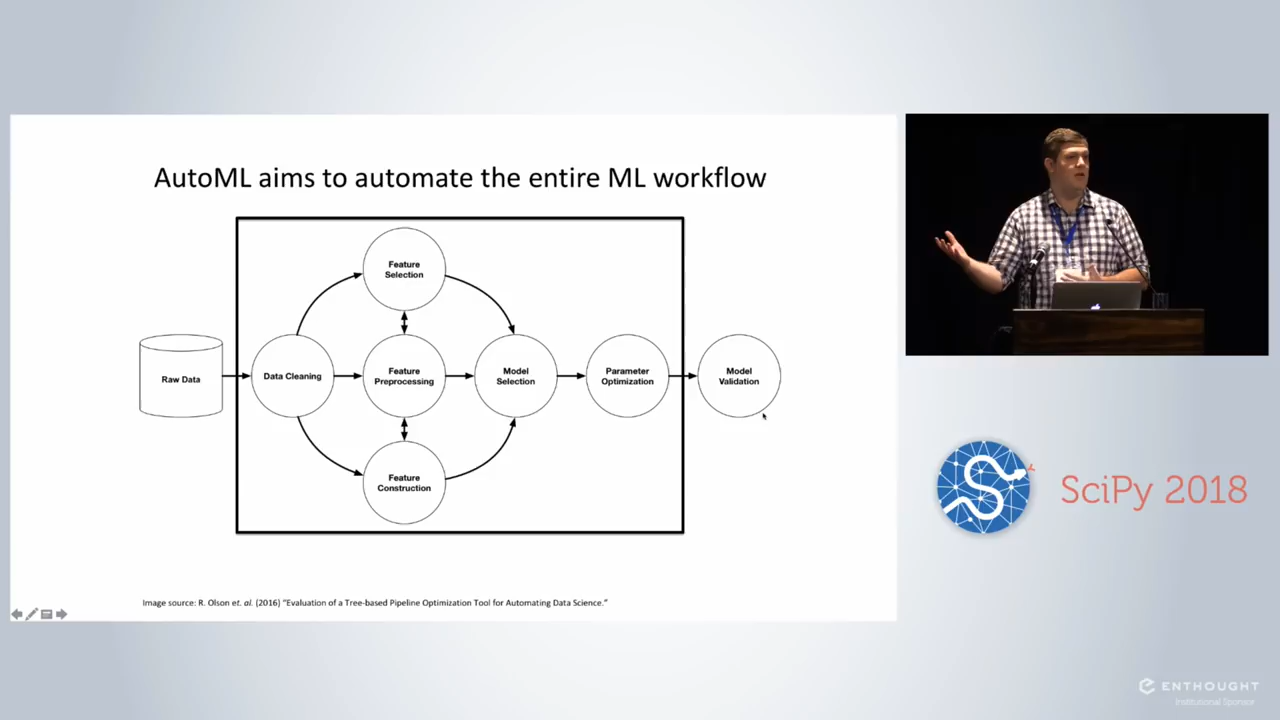 AutoML aims to automate the entire ML workflow
Feature
Selection
Raw Data
Data Cleaning
Feature
Preprocessing
Model
Selection
Parameter
Optimization
Model
Validation
Feature
Construction
Image source: R. Olson et. al. (2016) “Evaluation of a Tree-based Pipeline Optimization Tool for Automating Data Science.”
SciPy 2018
ENTHOUGHT
Institutional Sponsor